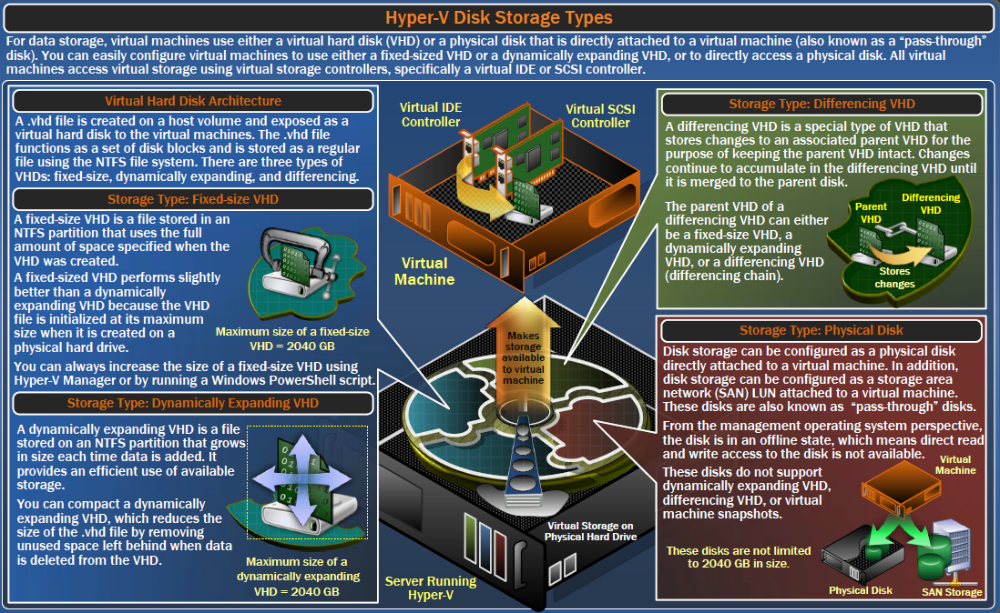 Hyper-V Disk Storage Types
For data storage, virtual machines use either a virtual hard disk (VHD) or a physical disk that is directly attached to a virtual machine (also known as a “pass-through”
disk). You can easily configure virtual machines to use either a fixed-sized VHD or a dynamically expanding VHD, or to directly access a physical disk. All virtual
machines access virtual storage using virtual storage controllers, specifically a virtual IDE or SCSI controller.
Virtual Hard Disk Architecture
A .vhd file is created on a host volume and exposed as a
virtual hard disk to the virtual machines. The .vhd file
functions as a set of disk blocks and is stored as a regular
file using the NTFS file system. There are three types of
VHDs: fixed-size, dynamically expanding, and differencing.
Storage Type: Fixed-size VHD
A fixed-size VHD is a file stored in an
NTFS partition that uses the full
amount of space specified when the
VHD was created.
A fixed-sized VHD performs slightly
better than a dynamically
expanding VHD because the VHD
file is initialized at its maximum
size when it is created on a
physical hard drive.
Maximum size of a fixed-size
VHD = 2040 GB
You can always increase the size of a fixed-size VHD using
Hyper-V Manager or by running a Windows PowerShell script.
Storage Type: Dynamically Expanding VHD
A dynamically expanding VHD is a file
stored on an NTFS partition that grows
in size each time data is added. It
provides an efficient use of available
storage.
You can compact a dynamically
expanding VHD, which reduces the
size of the .vhd file by removing
unused space left behind when data
is deleted from the VHD.
Maximum size of a
dynamically expanding
VHD = 2040 GB
Virtual IDE
Controller
Virtual SCSI
Controller
Virtual
Machine
Makes
storage
available
to virtual
machine
Virtual Storage on
Physical Hard Drive
Server Running
Hyper-V
Storage Type: Differencing VHD
A differencing VHD is a special type of VHD that
stores changes to an associated parent VHD for the
purpose of keeping the parent VHD intact. Changes
continue to accumulate in the differencing VHD until
it is merged to the parent disk.
The parent VHD of a
differencing VHD can either
be a fixed-size VHD, a
dynamically expanding
VHD, or a differencing VHD
(differencing chain).
Parent
VHD
Differencing
VHD
Stores
changes
Storage Type: Physical Disk
Disk storage can be configured as a physical disk
directly attached to a virtual machine. In addition,
disk storage can be configured as a storage area
network (SAN) LUN attached to a virtual machine.
These disks are also known as “pass-through” disks.
From the management operating system perspective,
the disk is in an offline state, which means direct read
and write access to the disk is not available.
These disks do not support
dynamically expanding VHD,
differencing VHD, or virtual
machine snapshots.
These disks are not limited
to 2040 GB in size.
Virtual
Machine
Physical Disk
SAN Storage